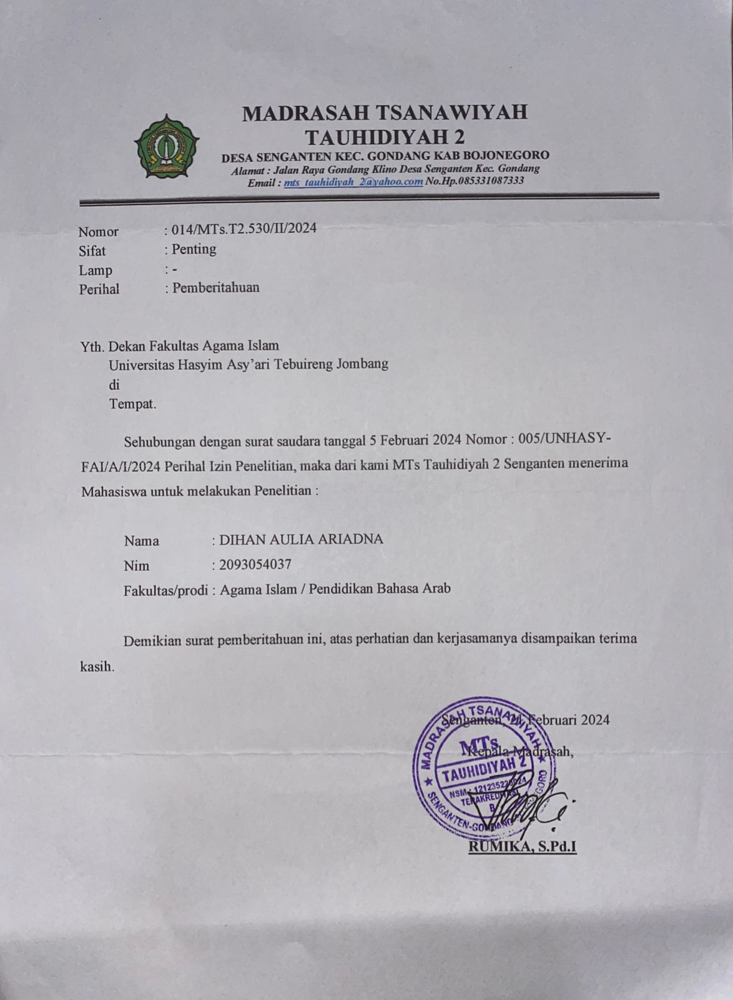 MADRASAH TSANAWIYAH
TAUHIDIYAH 2
DESA SENGANTEN KEC. GONDANG KAB BOJONEGORO
Alamat : Jalan Raya Gondang Klino Desa Senganten Kec. Gondang
Email : mts_tauhidiyah_2@yahoo.com No.Hp.085331087333
Nomor : 014/MTs.T2.530/II/2024
Sifat : Penting
Lamp : -
Perihal : Pemberitahuan
Yth. Dekan Fakultas Agama Islam
Universitas Hasyim Asy’ari Tebuireng Jombang
di
Tempat.
Sehubungan dengan surat saudara tanggal 5 Februari 2024 Nomor : 005/UNHASY-
FAI/A/I/2024 Perihal Izin Penelitian, maka dari kami MTs Tauhidiyah 2 Senganten menerima
Mahasiswa untuk melakukan Penelitian :
Nama : DIHAN AULIA ARIADNA
Nim : 2093054037
Fakultas/prodi : Agama Islam / Pendidikan Bahasa Arab
Demikian surat pemberitahuan ini, atas perhatian dan kerjasamanya disampaikan terima
kasih.
Senganten, 21 Februari 2024
Kepala Madrasah,
MADRASAH TSANAWIYAH
MTs
TAUHIDIYAH 2
NSM :
TERAKREDITASI
B
SENGANTEN-GONDANG
RUMIKA, S.Pd.I